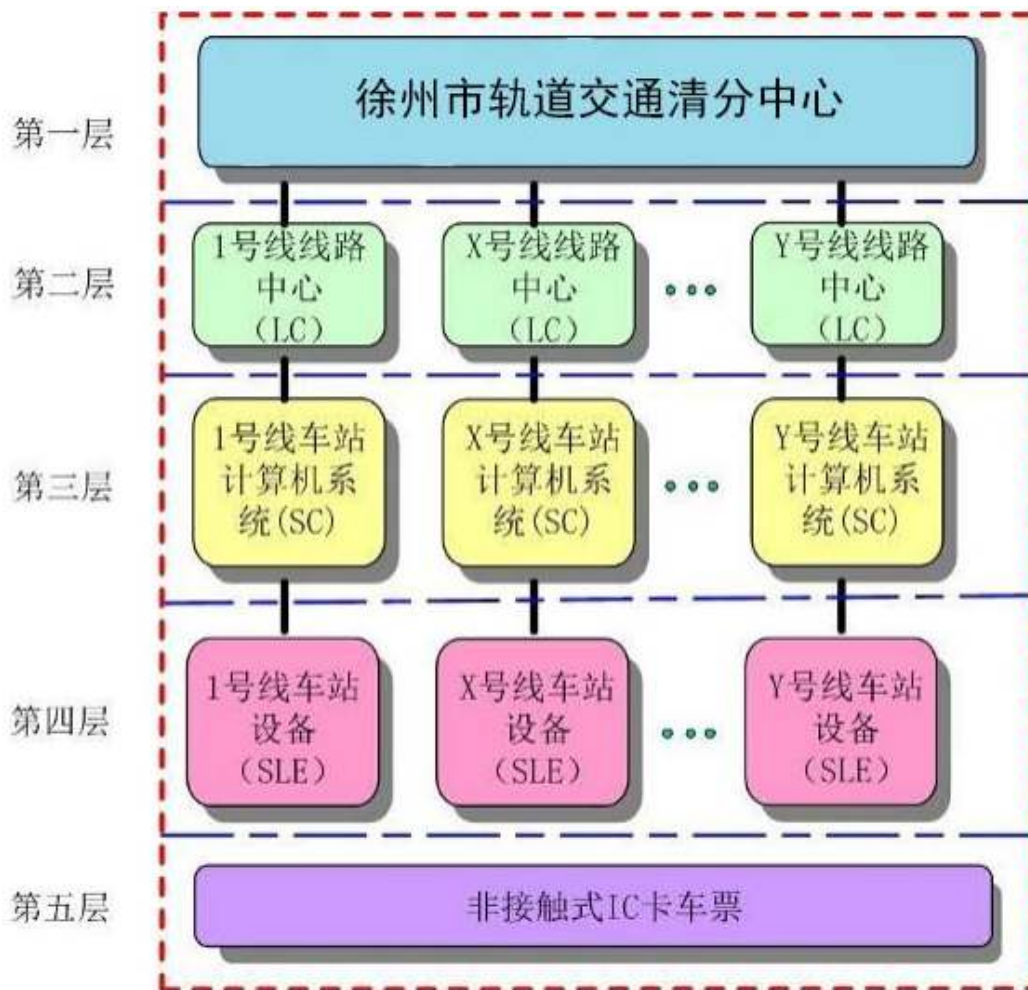 徐州市轨道交通清分中心
第一层
第二层
1号线线路
中心
(LC)
X号线线路
中心
(LC)
Y号线线路
中心
(LC)
第三层
1号线车站
计算机系
统(SC)
X号线车站
计算机系
统(SC)
Y号线车站
计算机系
统(SC)
第四层
1号线车站
设备
（SLE）
X号线车站
设备
（SLE）
Y号线车站
设备
（SLE）
第五层
非接触式IC卡车票